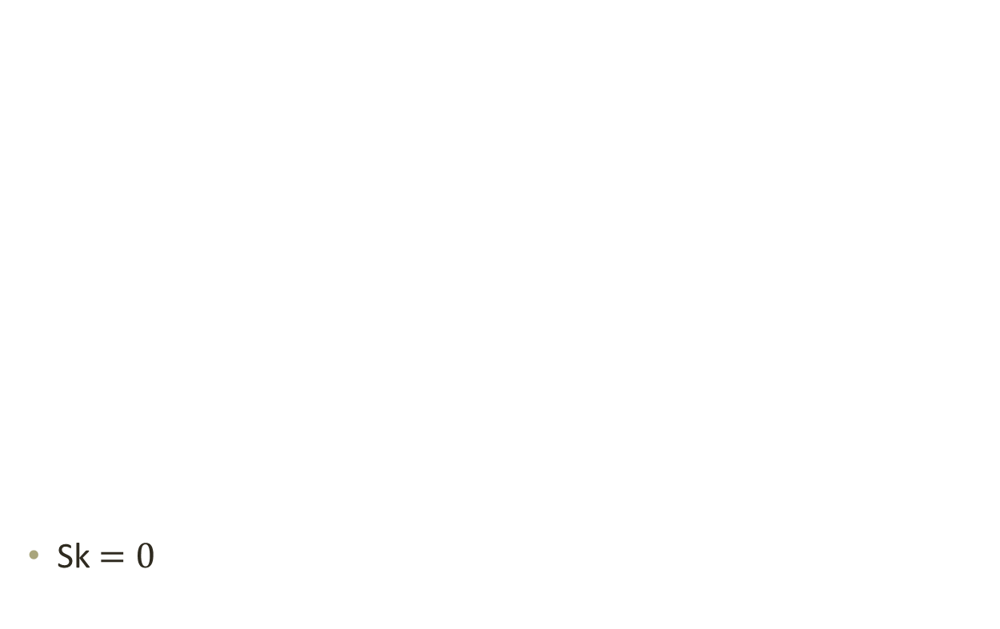 • Sk = 0